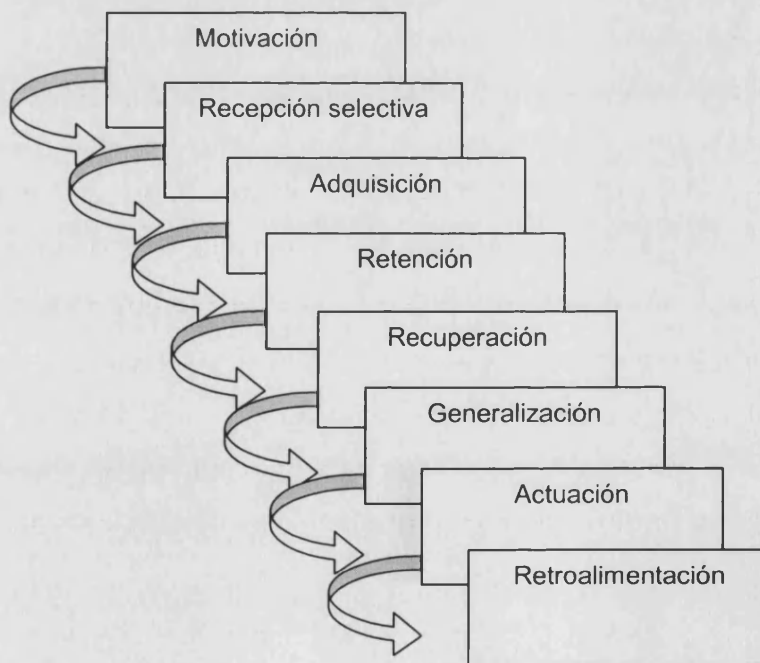 Motivación
Recepción selectiva
Adquisición
Retención
Recuperación
Generalización
Actuación
Retroalimentación